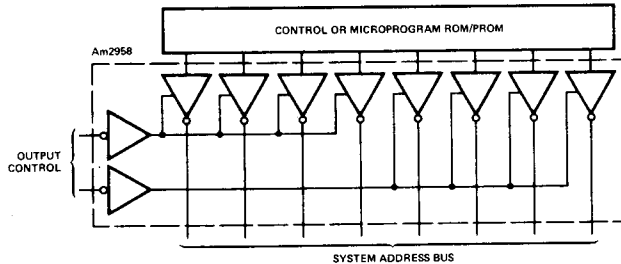 CONTROL OR MICROPROGRAM ROM/PROM
Am2958
OUTPUT
CONTROL
SYSTEM ADDRESS BUS